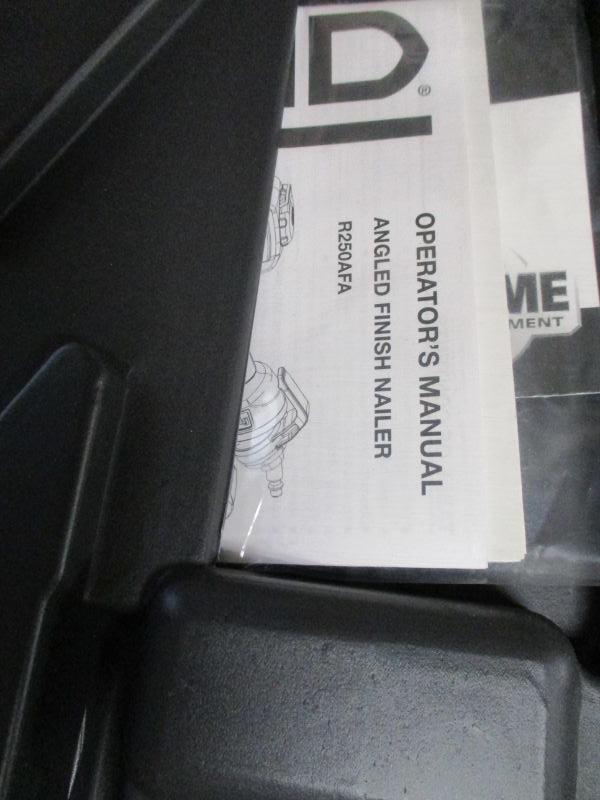 D®
OPERATOR'S MANUAL
ANGLED FINISH NAILER
R250AFA
ME
MENT